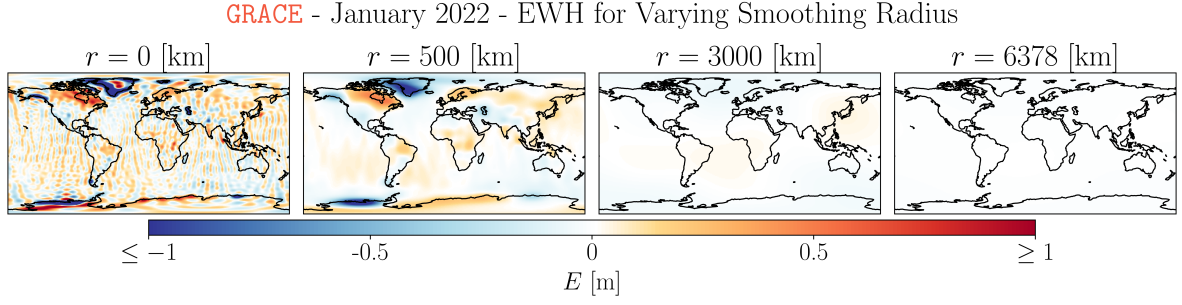 GRACE - January 2022 - EWH for Varying Smoothing Radius
r = 0 [km]
r = 500 [km]
r = 3000 [km]
r = 6378 [km]
≤ −1
-0.5
0
0.5
≥ 1
E [m]